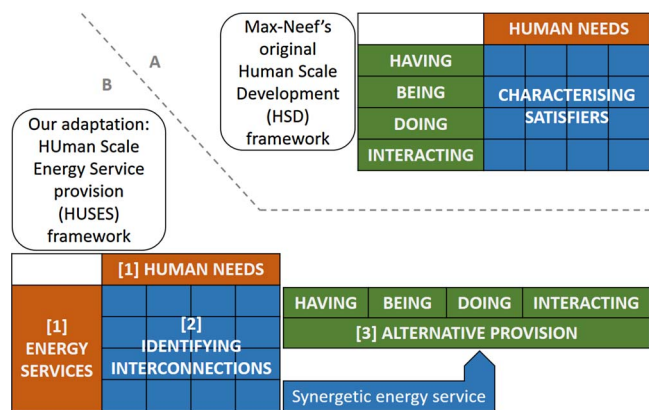 A
B
Max-Neef's
original
Human Scale
Development
(HSD)
framework
HUMAN NEEDS
HAVING
BEING
DOING
INTERACTING
CHARACTERISING
SATISFIERS
Our adaptation:
HUman Scale
Energy Service
provision
(HUSES)
framework
[1] HUMAN NEEDS
[1]
ENERGY
SERVICES
[2]
IDENTIFYING
INTERCONNECTIONS
HAVING BEING DOING INTERACTING
[3] ALTERNATIVE PROVISION
Synergetic energy service